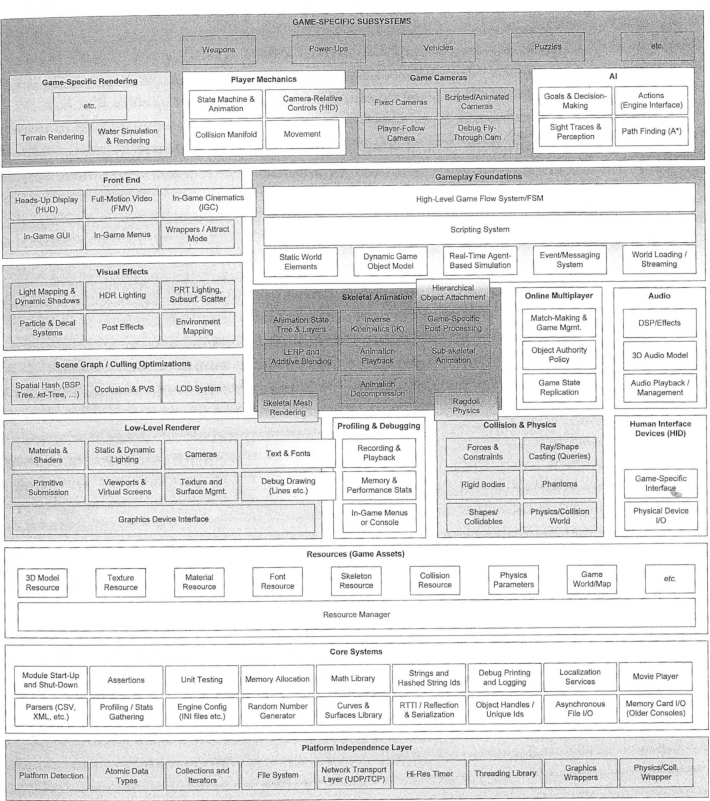 GAME-SPECIFIC SUBSYSTEMS
Weapons
Power-Ups
Vehicles
Puzzles
etc.
Game-Specific Rendering
etc.
Terrain Rendering
Water Simulation
& Rendering
Player Mechanics
State Machine &
Animation
Camera-Relative
Controls (HID)
Collision Manifold
Movement
Game Cameras
Fixed Cameras
Scripted/Animated
Cameras
Player-Follow
Camera
Debug Fly-
Through Cam
AI
Goals & Decision-
Making
Actions
(Engine Interface)
Sight Traces &
Perception
Path Finding (A*)
Front End
Heads-Up Display
(HUD)
Full-Motion Video
(FMV)
In-Game Cinematics
(IGC)
In-Game GUI
In-Game Menus
Wrappers / Attract
Mode
Gameplay Foundations
High-Level Game Flow System/FSM
Scripting System
Static World
Elements
Dynamic Game
Object Model
Real-Time Agent-
Based Simulation
Event/Messaging
System
World Loading /
Streaming
Visual Effects
Light Mapping &
Dynamic Shadows
HDR Lighting
PRT Lighting,
Subsurf. Scatter
Particle & Decal
Systems
Post Effects
Environment
Mapping
Hierarchical
Object Attachment
Skeletal Animation
Animation State
Tree & Layers
Inverse
Kinematics (IK)
Game-Specific
Post-Processing
LERP and
Additive Blending
Animation
Playback
Sub-skeletal
Animation
Animation
Decompression
Skeletal Mesh
Rendering
Ragdoll
Physics
Online Multiplayer
Match-Making &
Game Mgmt.
Object Authority
Policy
Game State
Replication
Audio
DSP/Effects
3D Audio Model
Audio Playback /
Management
Scene Graph / Culling Optimizations
Spatial Hash (BSP
Tree, kd-Tree, ...)
Occlusion & PVS
LOD System
Low-Level Renderer
Materials &
Shaders
Static & Dynamic
Lighting
Cameras
Text & Fonts
Primitive
Submission
Viewports &
Virtual Screens
Texture and
Surface Mgmt.
Debug Drawing
(Lines etc.)
Graphics Device Interface
Profiling & Debugging
Recording &
Playback
Memory &
Performance Stats
In-Game Menus
or Console
Collision & Physics
Forces &
Constraints
Ray/Shape
Casting (Queries)
Rigid Bodies
Phantoms
Shapes/
Collidables
Physics/Collision
World
Human Interface
Devices (HID)
Game-Specific
Interface
Physical Device
I/O
Resources (Game Assets)
3D Model
Resource
Texture
Resource
Material
Resource
Font
Resource
Skeleton
Resource
Collision
Resource
Physics
Parameters
Game
World/Map
etc.
Resource Manager
Core Systems
Module Start-Up
and Shut-Down
Assertions
Unit Testing
Memory Allocation
Math Library
Strings and
Hashed String Ids
Debug Printing
and Logging
Localization
Services
Movie Player
Parsers (CSV,
XML, etc.)
Profiling / Stats
Gathering
Engine Config
(INI files etc.)
Random Number
Generator
Curves &
Surfaces Library
RTTI / Reflection
& Serialization
Object Handles /
Unique Ids
Asynchronous
File I/O
Memory Card I/O
(Older Consoles)
Platform Independence Layer
Platform Detection
Atomic Data
Types
Collections and
Iterators
File System
Network Transport
Layer (UDP/TCP)
Hi-Res Timer
Threading Library
Graphics
Wrappers
Physics/Coll.
Wrapper